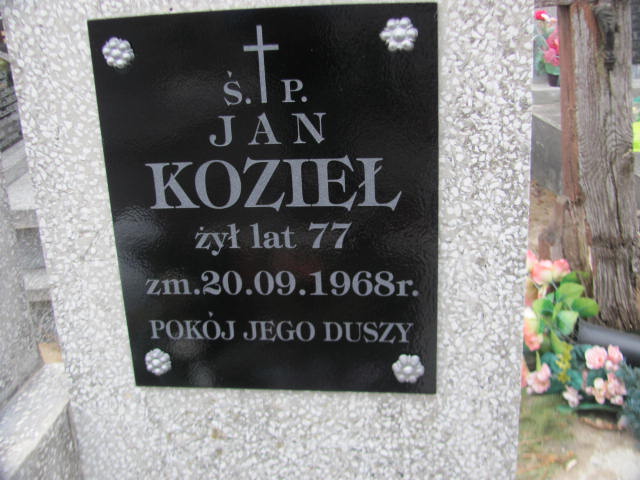 Ś.P.
JAN
KOZIEŁ
żył lat 77
zm.20.09.1968r.
POKÓJ JEGO DUSZY